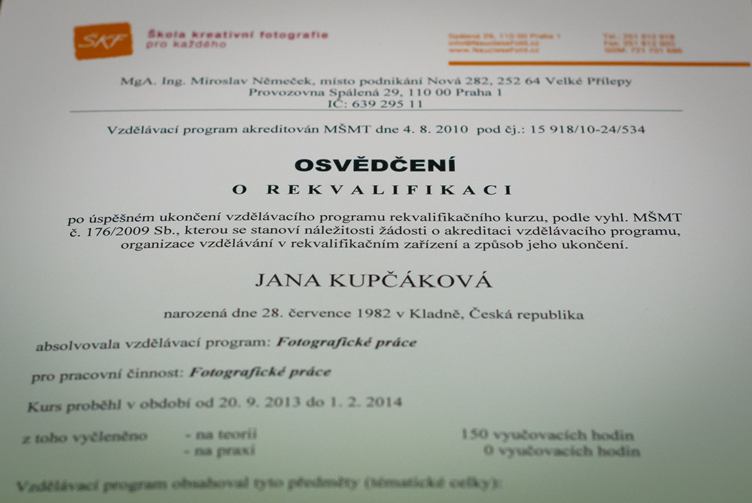 SKF
Škola kreativní fotografie
pro každého
Spálená 29, 110 00 Praha 1
MgA. Ing. Miroslav Němeček, místo podnikání Nová 282, 252 64 Velké Přílepy
Provozovna Spálená 29, 110 00 Praha 1
IČ: 639 295 11
Vzdělávací program akreditován MŠMT dne 4. 8. 2010 pod čj.: 15 918/10-24/534
OSVĚDČENÍ
O REKVALIFIKACI
po úspěšném ukončení vzdělávacího programu rekvalifikačního kurzu, podle vyhl. MŠMT
č. 176/2009 Sb., kterou se stanoví náležitosti žádosti o akreditaci vzdělávacího programu,
organizace vzdělávání v rekvalifikačním zařízení a způsob jeho ukončení.
JANA KUPČÁKOVÁ
narozená dne 28. července 1982 v Kladně, Česká republika
absolvovala vzdělávací program: Fotografické práce
pro pracovní činnost: Fotografické práce
Kurs proběhl v období od 20. 9. 2013 do 1. 2. 2014
z toho vyčleněno - na teorii 150 vyučovacích hodin
- na praxi 0 vyučovacích hodin
Vzdělávací program obsahoval tyto předměty (tématické celky):